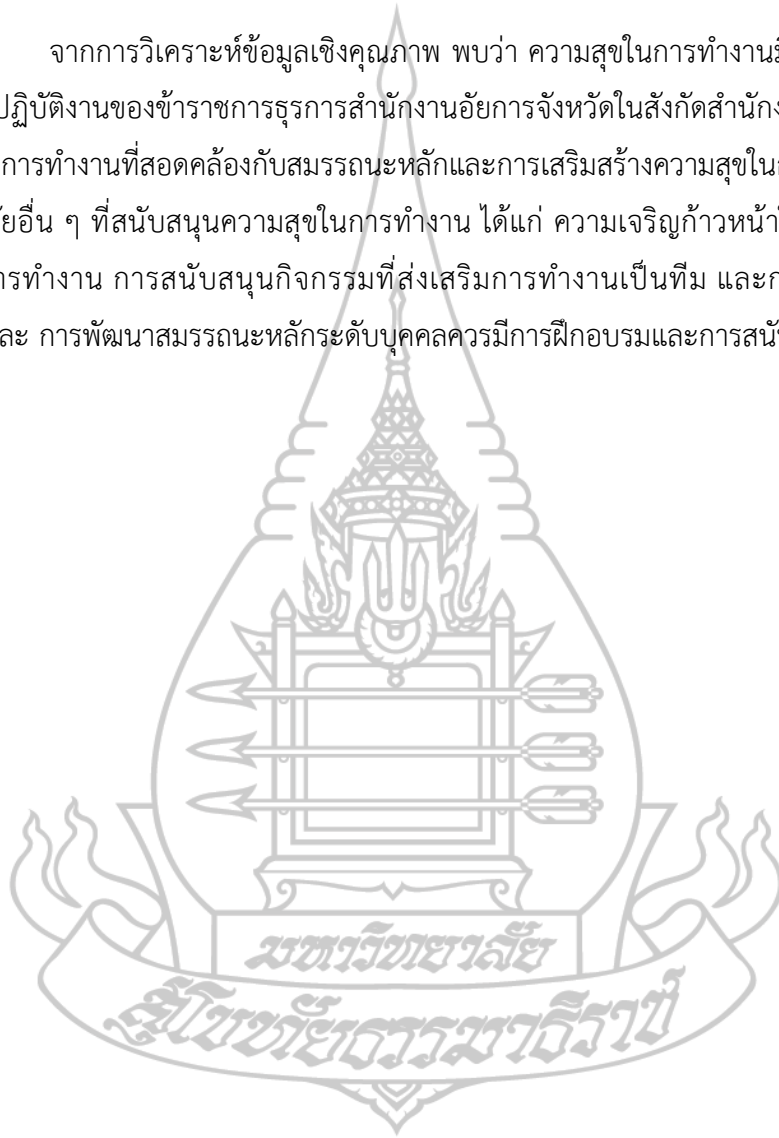 จากการวิเคราะห์ข้อมูลเชิงคุณภาพ พบว่า ความสุขในการทำงาน
ปฏิบัติงานของข้าราชการธุรการสำนักงานอัยการจังหวัดในสังกัดสำนักง
การทำงานที่สอดคล้องกับสมรรถนะหลักและการเสริมสร้างความสุขใน
ัยอื่น ๆ ที่สนับสนุนความสุขในการทำงาน ได้แก่ ความเจริญก้าวหน้า
ารทำงาน การสนับสนุนกิจกรรมที่ส่งเสริมการทำงานเป็นทีม และก
ละ การพัฒนาสมรรถนะหลักระดับบุคคลควรมีการฝึกอบรมและการสนั
มหาวิทยาลัย
สุโขทัยธรรมาธิราช